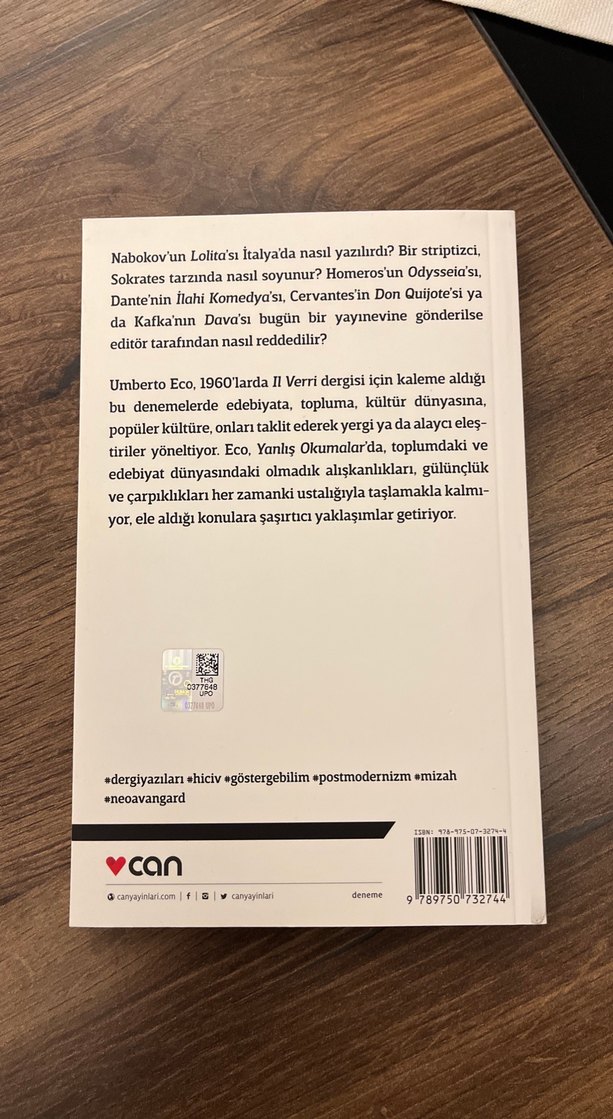 Nabokov'un Lolita'sı İtalya'da nasıl yazılırdı? Bir striptizci,
Sokrates tarzında nasıl soyunur? Homeros'un Odysseia'sı,
Dante'nin İlahi Komedya'sı, Cervantes'in Don Quijote'si ya
da Kafka'nın Dava'sı bugün bir yayınevine gönderilse
editör tarafından nasıl reddedilir?
Umberto Eco, 1960'larda Il Verri dergisi için kaleme aldığı
bu denemelerde edebiyata, topluma, kültür dünyasına,
popüler kültüre, onları taklit ederek yergi ya da alaycı eleş-
tiriler yöneltiyor. Eco, Yanlış Okumalar'da, toplumdaki ve
edebiyat dünyasındaki olmadık alışkanlıkları, gülünçlük
ve çarpıklıkları her zamanki ustalığıyla taşlamakla kalmı-
yor, ele aldığı konulara şaşırtıcı yaklaşımlar getiriyor.
THG
0377648
UPO
0377648 UPO
#dergiyazıları #hiciv #göstergebilim #postmodernizm #mizah
#neoavangard
can
canyayinlari.com | f | | canyayinlari
deneme
ISBN: 978-975-07-3274-4
9 789750 732744